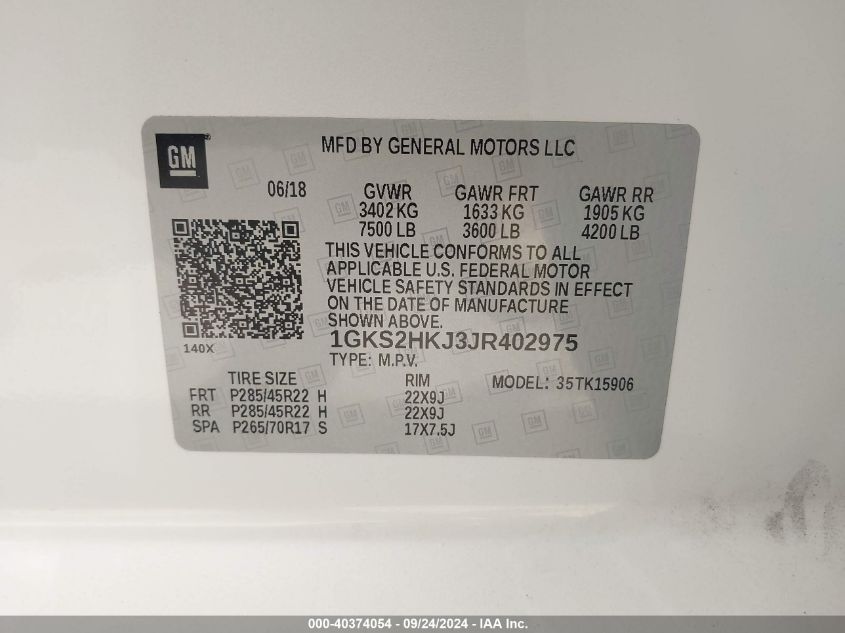 GM
MFD BY GENERAL MOTORS LLC
06/18 GVWR GAWR FRT GAWR RR
3402 KG 1633 KG 1905 KG
7500 LB 3600 LB 4200 LB
THIS VEHICLE CONFORMS TO ALL
APPLICABLE U.S. FEDERAL MOTOR
VEHICLE SAFETY STANDARDS IN EFFECT
ON THE DATE OF MANUFACTURE
SHOWN ABOVE.
140X
1GKS2HKJ3JR402975
TYPE: M.P.V.
TIRE SIZE RIM MODEL: 35TK15906
FRT P285/45R22 H 22X9J
RR P285/45R22 H 22X9J
SPA P265/70R17 S 17X7.5J
000-40374054 - 09/24/2024 - IAA Inc.